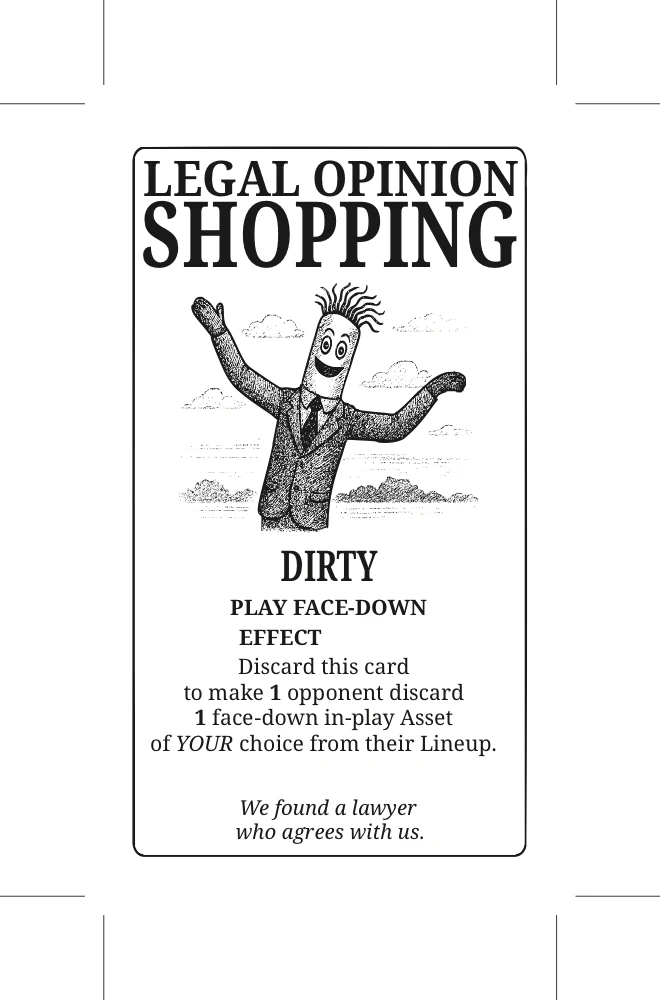 LEGAL OPINION
SHOPPING
DIRTY
PLAY FACE-DOWN
EFFECT
Discard this card
to make 1 opponent discard
1 face-down in-play Asset
of YOUR choice from their Lineup.
We found a lawyer
who agrees with us.